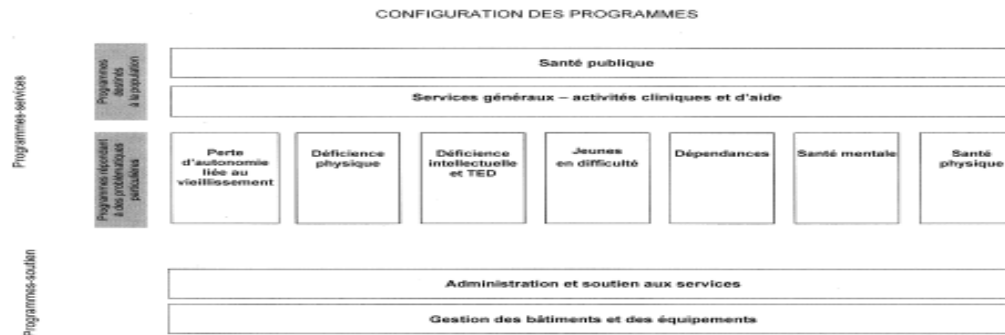 CONFIGURATION DES PROGRAMMES
Programmes-services
Programmes
destinés
à la population
Santé publique
Services généraux – activités cliniques et d'aide
Programmes répondant
à des problématiques
particulières
Perte
d'autonomie
liée au
vieillissement
Déficience
physique
Déficience
intellectuelle
et TED
Jeunes
en difficulté
Dépendances
Santé mentale
Santé
physique
Programmes-soutien
Administration et soutien aux services
Gestion des bâtiments et des équipements